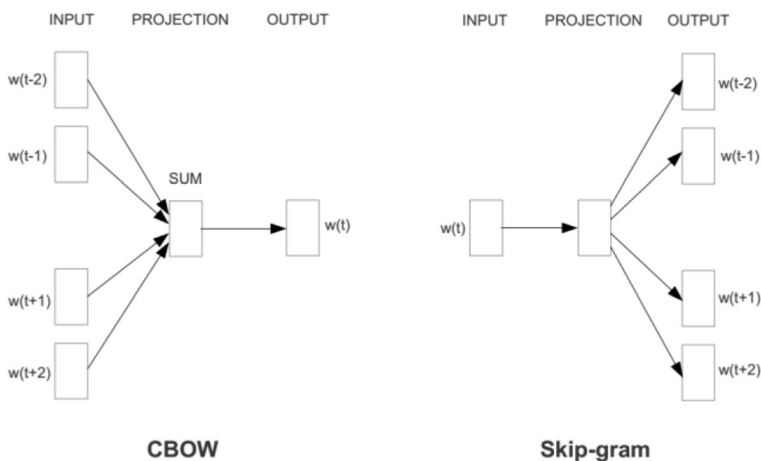 INPUT PROJECTION OUTPUT
w(t-2)
w(t-1)
SUM
w(t)
w(t+1)
w(t+2)
CBOW
INPUT PROJECTION OUTPUT
w(t-2)
w(t-1)
w(t)
w(t+1)
w(t+2)
Skip-gram